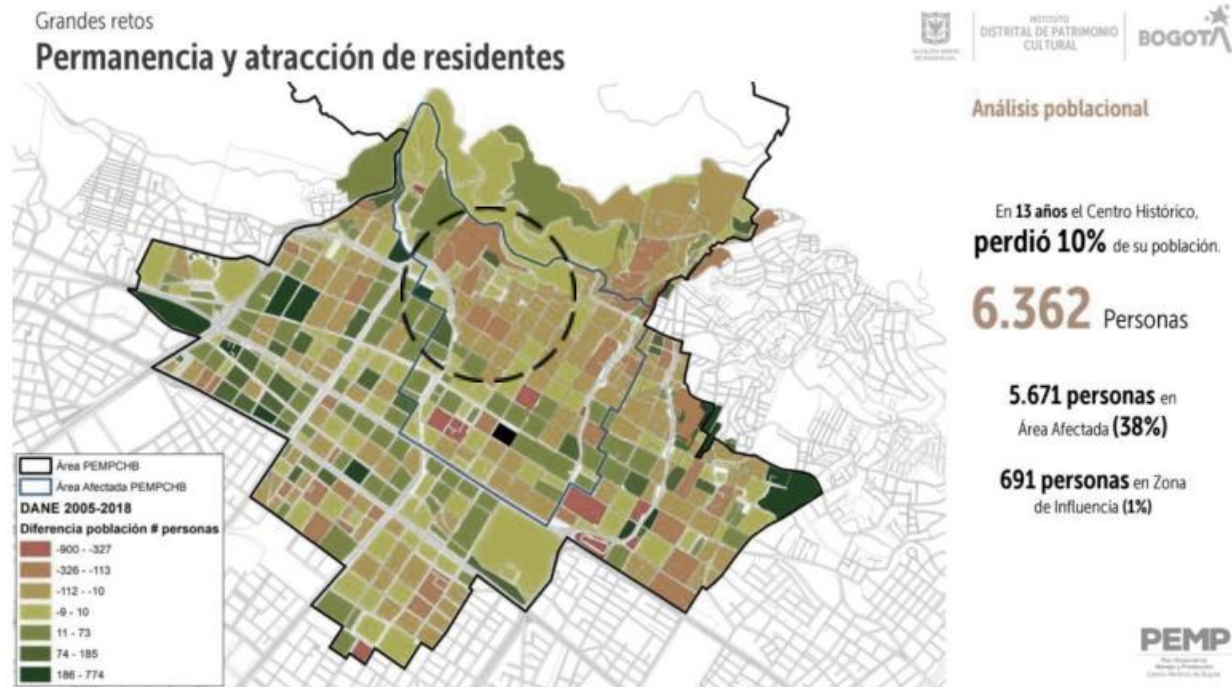 Grandes retos
Permanencia y atracción de residentes
INSTITUTO
DISTRITAL DE PATRIMONIO
CULTURAL
BOGOTÁ
Análisis poblacional
En 13 años el Centro Histórico,
perdió 10% de su población.
6.362 Personas
5.671 personas en
Área Afectada (38%)
691 personas en Zona
de Influencia (1%)
Área PEMPCHB
Área Afectada PEMPCHB
DANE 2005-2018
Diferencia población # personas
-900 - -327
-326 - -113
-112 - -10
-9 - 10
11 - 73
74 - 185
186 - 774
PEMP